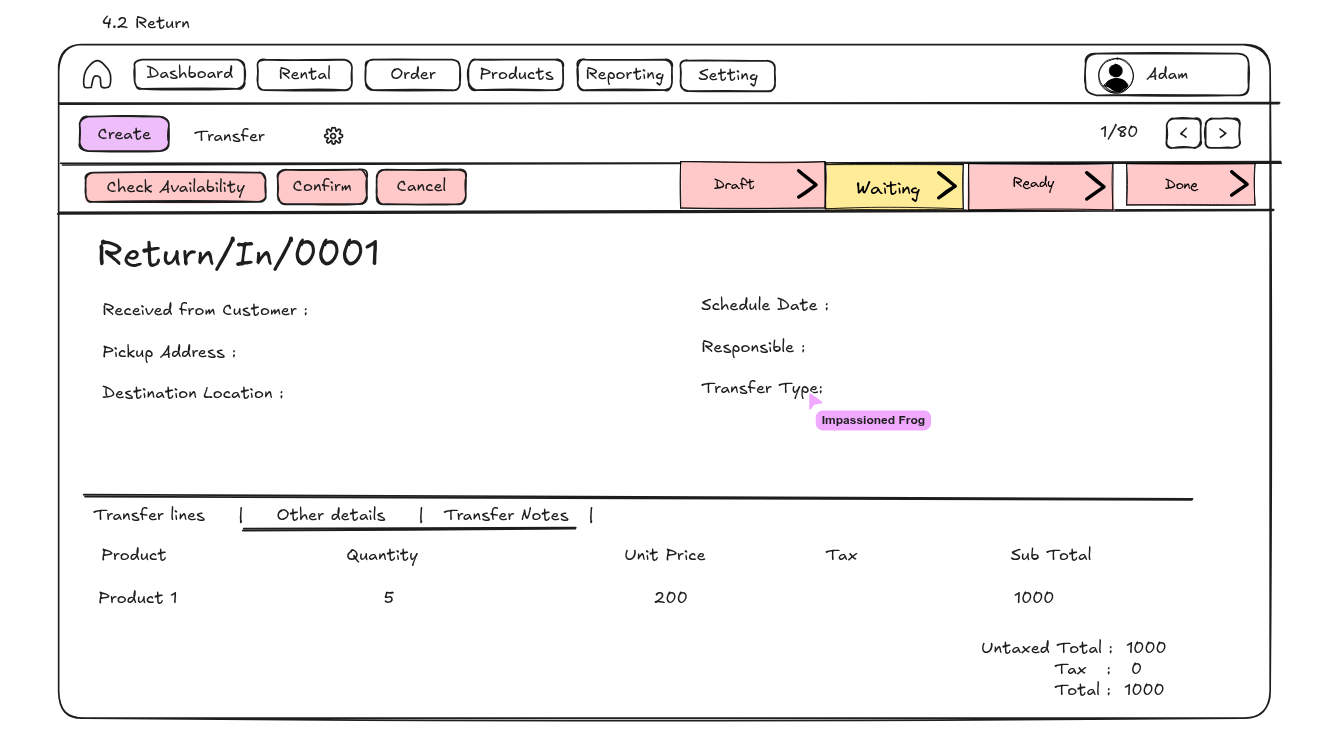 4.2 Return
Dashboard Rental Order Products Reporting Setting Adam
Create Transfer 1/80 < >
Check Availability Confirm Cancel Draft Waiting Ready Done
Return/In/0001
Received from Customer : Schedule Date :
Pickup Address : Responsible :
Destination Location : Transfer Type:
Impassioned Frog
Transfer lines | Other details | Transfer Notes |
Product Quantity Unit Price Tax Sub Total
Product 1 5 200 1000
Untaxed Total : 1000
Tax : 0
Total : 1000